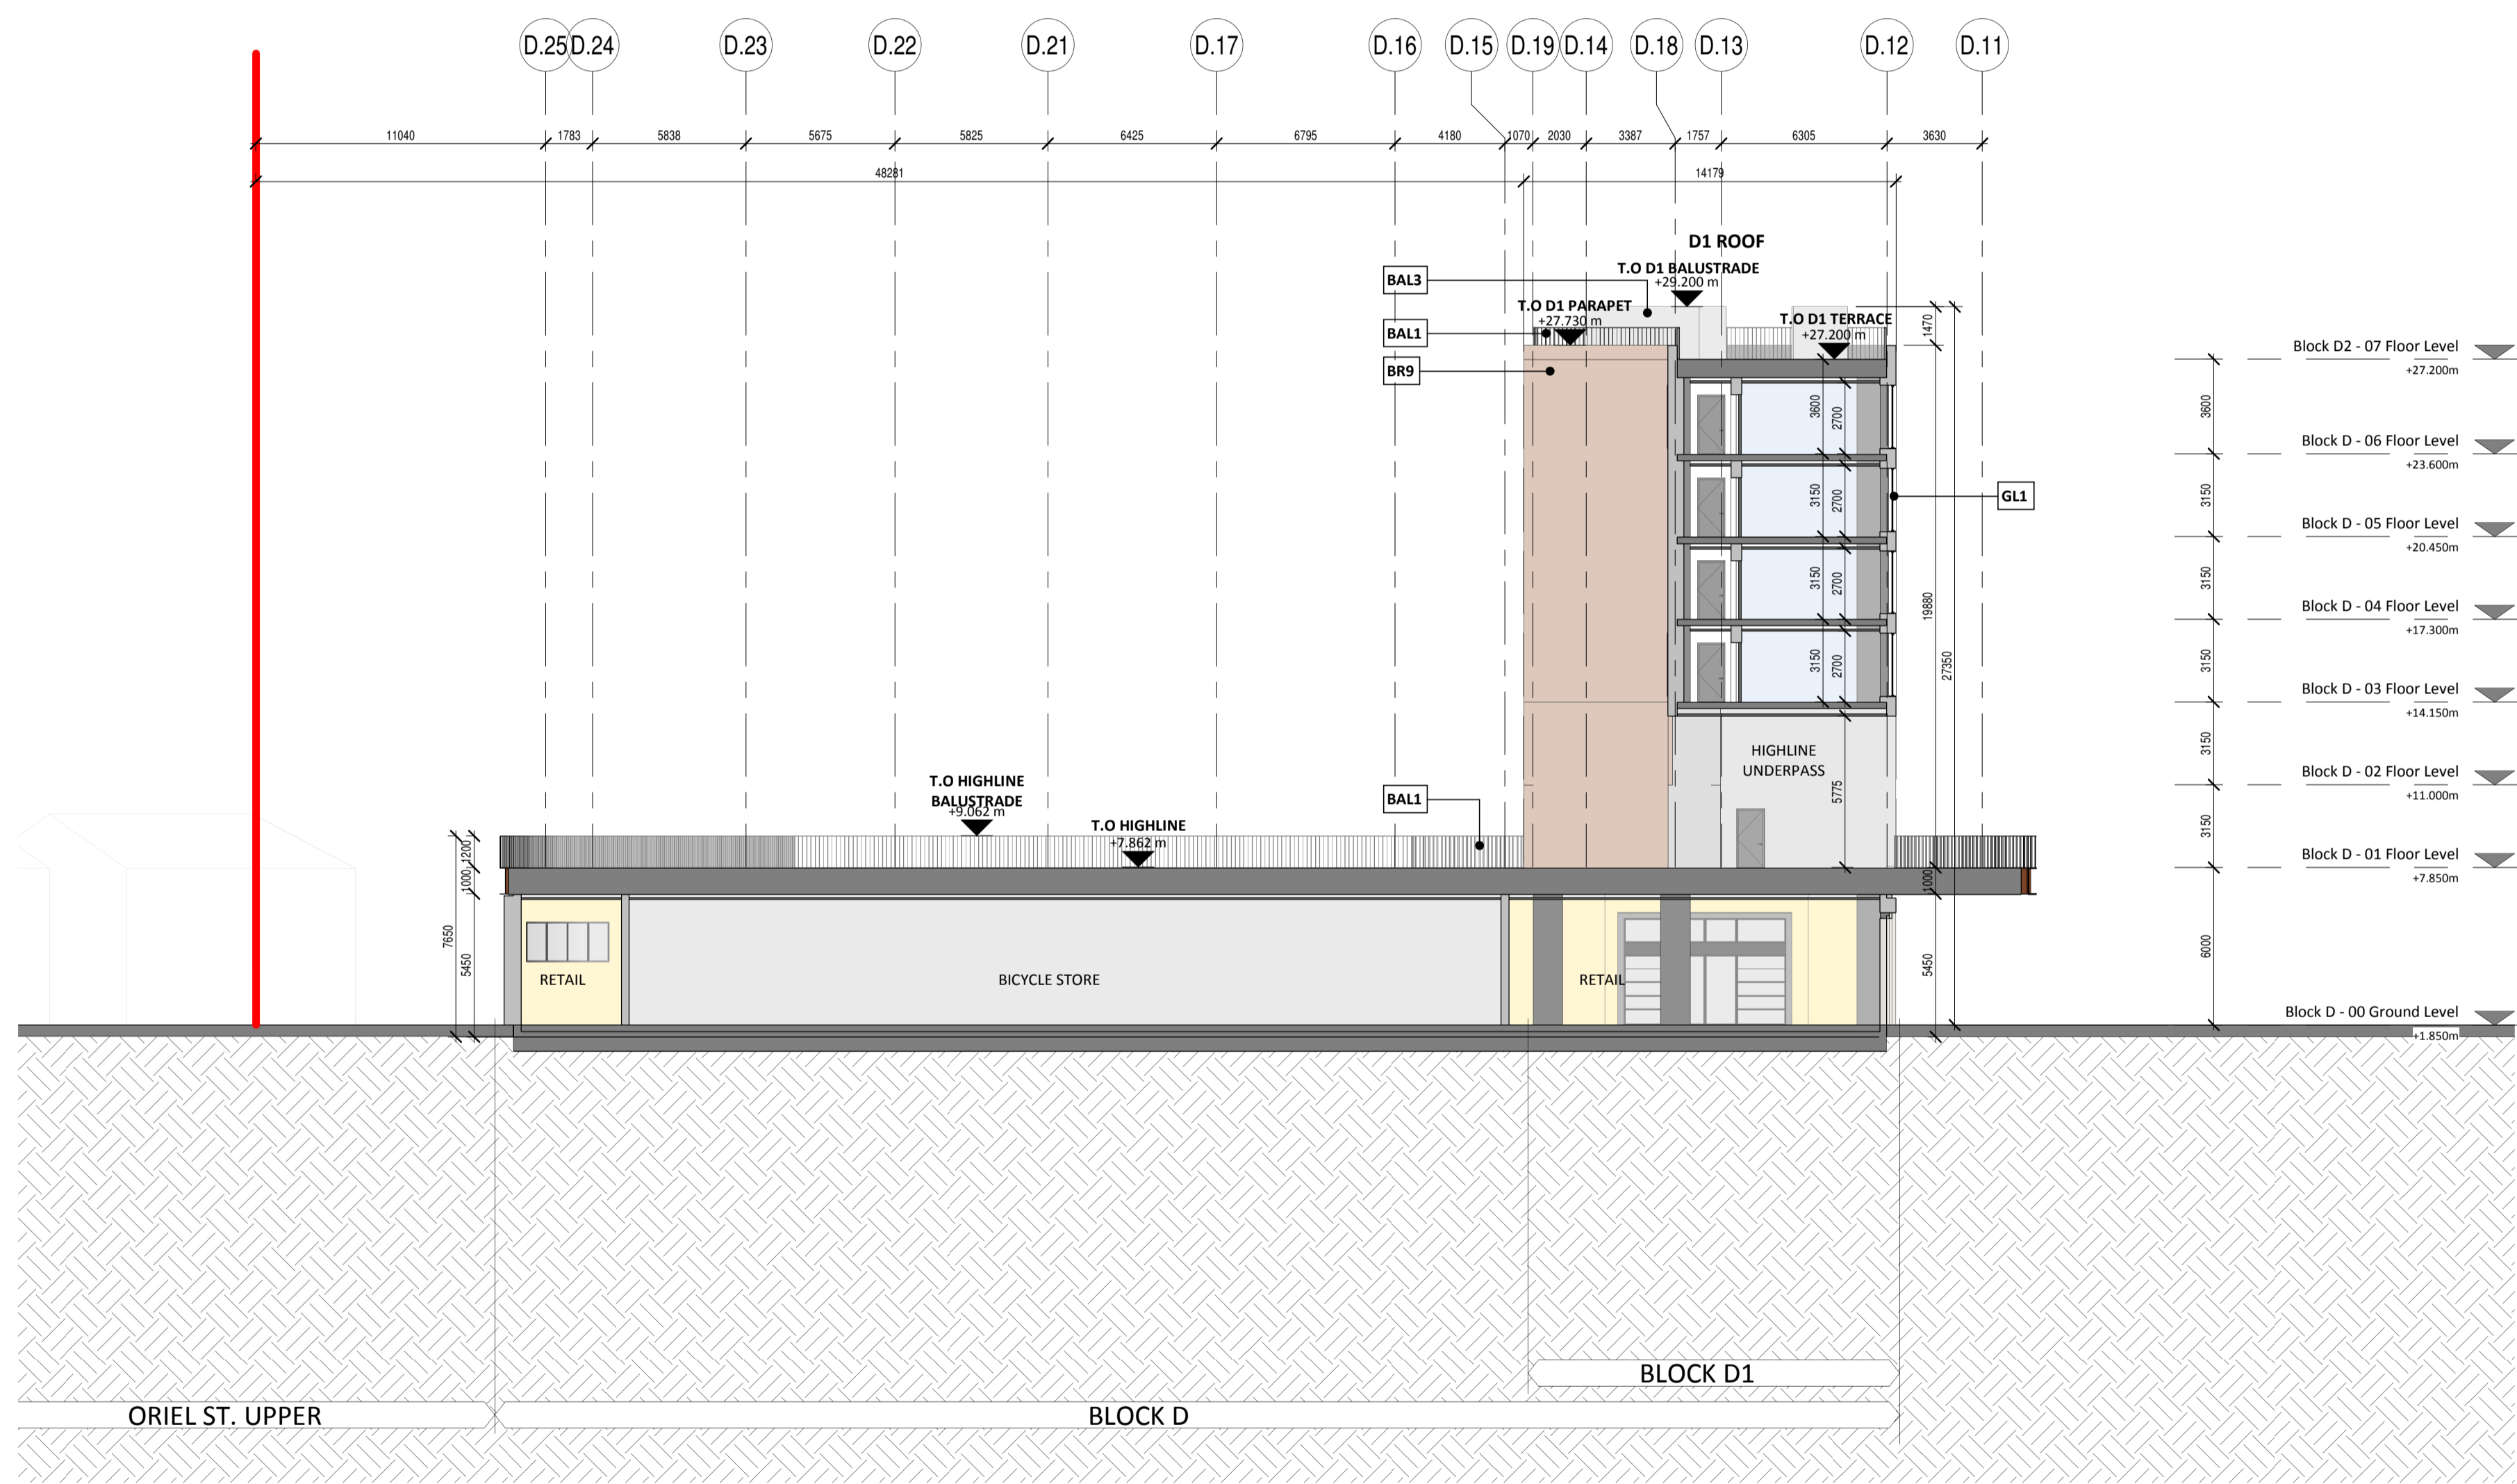 D.25 D.24 D.23 D.22 D.21 D.17 D.16 D.15 D.19 D.14 D.18 D.13 D.12 D.11
11040 1783 5838 5675 5825 6425 6795 4180 1070 2030 3387 1757 6305 3630
48281 14179
D1 ROOF
T.O D1 BALUSTRADE
+29.200 m
BAL3
T.O D1 PARAPET
+27.730 m
T.O D1 TERRACE
+27.200 m
BAL1
BR9
1470
Block D2 - 07 Floor Level
+27.200m
3600 2700 3600
Block D - 06 Floor Level
+23.600m
GL1
3150 2700 3150
Block D - 05 Floor Level
+20.450m
3150 2700 3150
19880
Block D - 04 Floor Level
+17.300m
3150 2700 3150
27350
Block D - 03 Floor Level
+14.150m
HIGHLINE
UNDERPASS
5775
3150
Block D - 02 Floor Level
+11.000m
T.O HIGHLINE
BALUSTRADE
+9.062 m
BAL1
T.O HIGHLINE
+7.862 m
3150
1200
Block D - 01 Floor Level
+7.850m
1000 1000
7650 5450 5450 6000
RETAIL BICYCLE STORE RETAIL
Block D - 00 Ground Level
+1.850m
BLOCK D1
ORIEL ST. UPPER BLOCK D